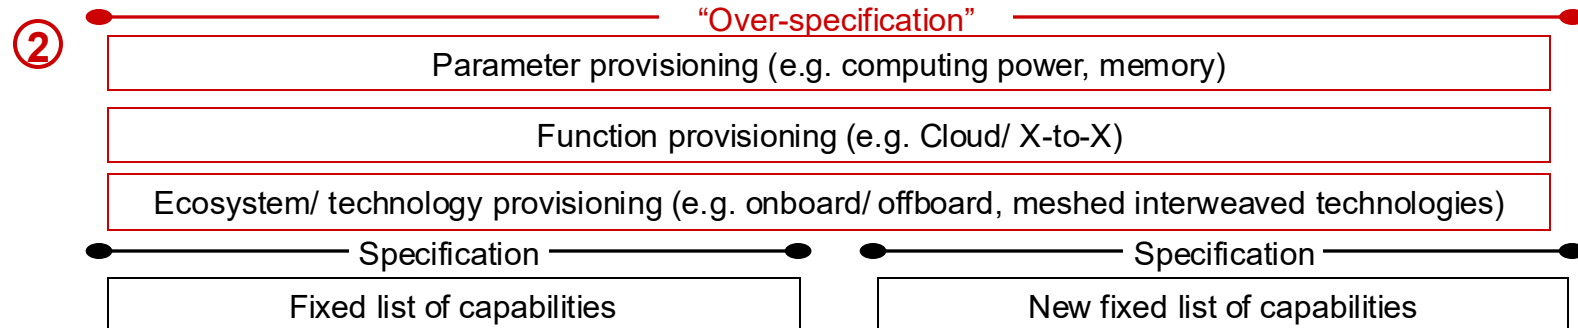 “Over-specification”
2
Parameter provisioning (e.g. computing power, memory)
Function provisioning (e.g. Cloud/ X-to-X)
Ecosystem/ technology provisioning (e.g. onboard/ offboard, meshed interweaved technologies)
Specification Specification
Fixed list of capabilities New fixed list of capabilities